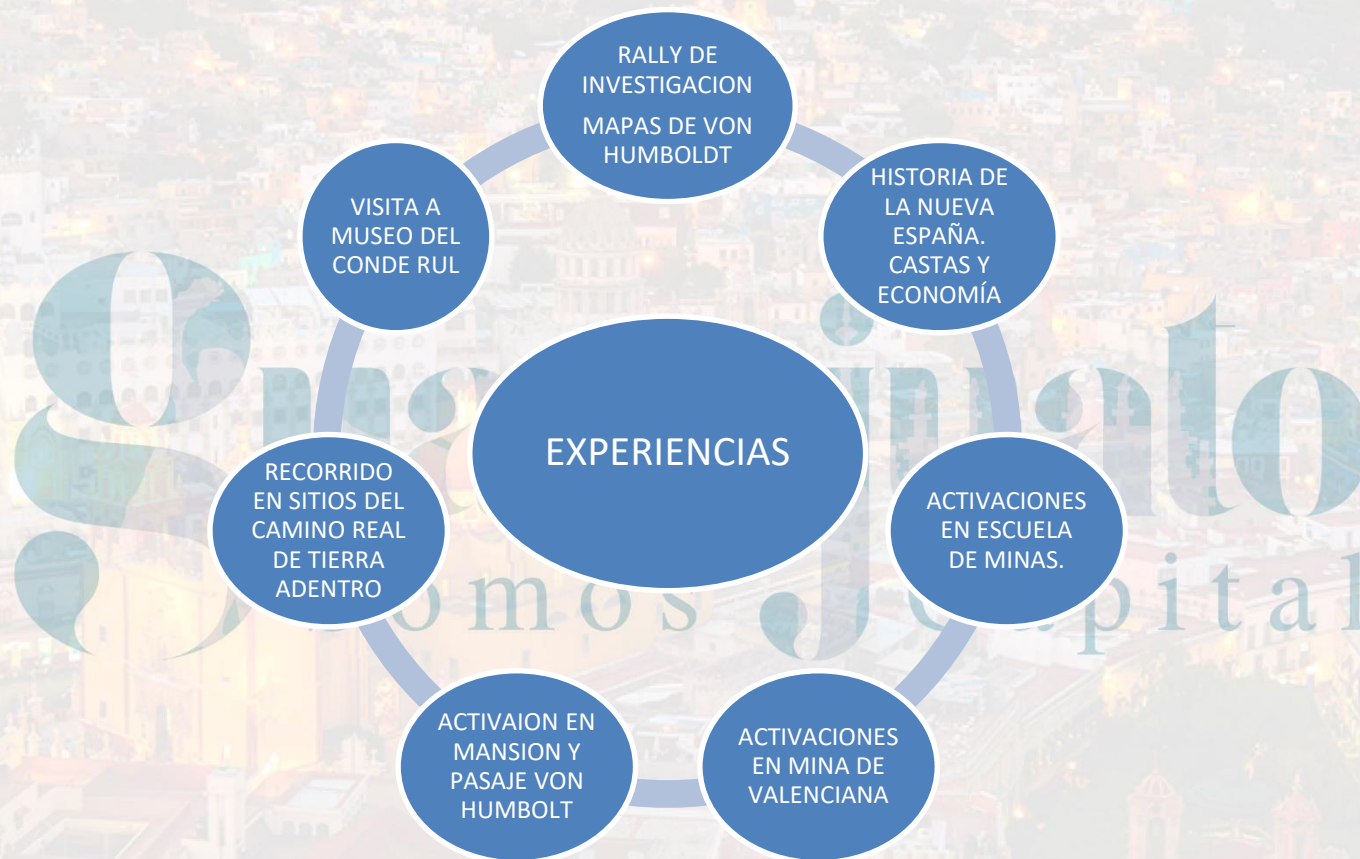 RALLY DE
INVESTIGACION
MAPAS DE VON
HUMBOLDT
HISTORIA DE
LA NUEVA
ESPAÑA.
CASTAS Y
ECONOMÍA
ACTIVACIONES
EN ESCUELA
DE MINAS.
ACTIVACIONES
EN MINA DE
VALENCIANA
ACTIVAION EN
MANSION Y
PASAJE VON
HUMBOLT
RECORRIDO
EN SITIOS DEL
CAMINO REAL
DE TIERRA
ADENTRO
VISITA A
MUSEO DEL
CONDE RUL
EXPERIENCIAS